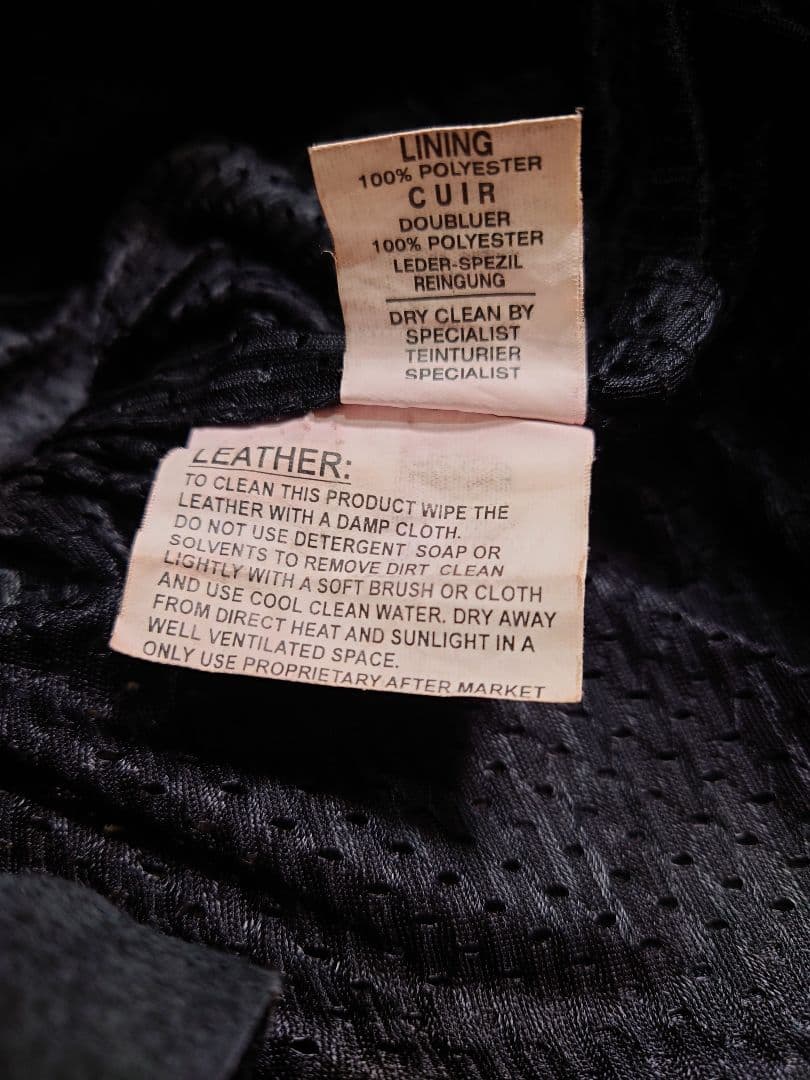 LINING
100% POLYESTER
CUIR
DOUBLUER
100% POLYESTER
LEDER-SPEZIL
REINGUNG
DRY CLEAN BY
SPECIALIST
TEINTURIER
SPECIALIST
LEATHER:
TO CLEAN THIS PRODUCT WIPE THE
LEATHER WITH A DAMP CLOTH.
DO NOT USE DETERGENT SOAP OR
SOLVENTS TO REMOVE DIRT CLEAN
LIGHTLY WITH A SOFT BRUSH OR CLOTH
AND USE COOL CLEAN WATER. DRY AWAY
FROM DIRECT HEAT AND SUNLIGHT IN A
WELL VENTILATED SPACE.
ONLY USE PROPRIETARY AFTER MARKET